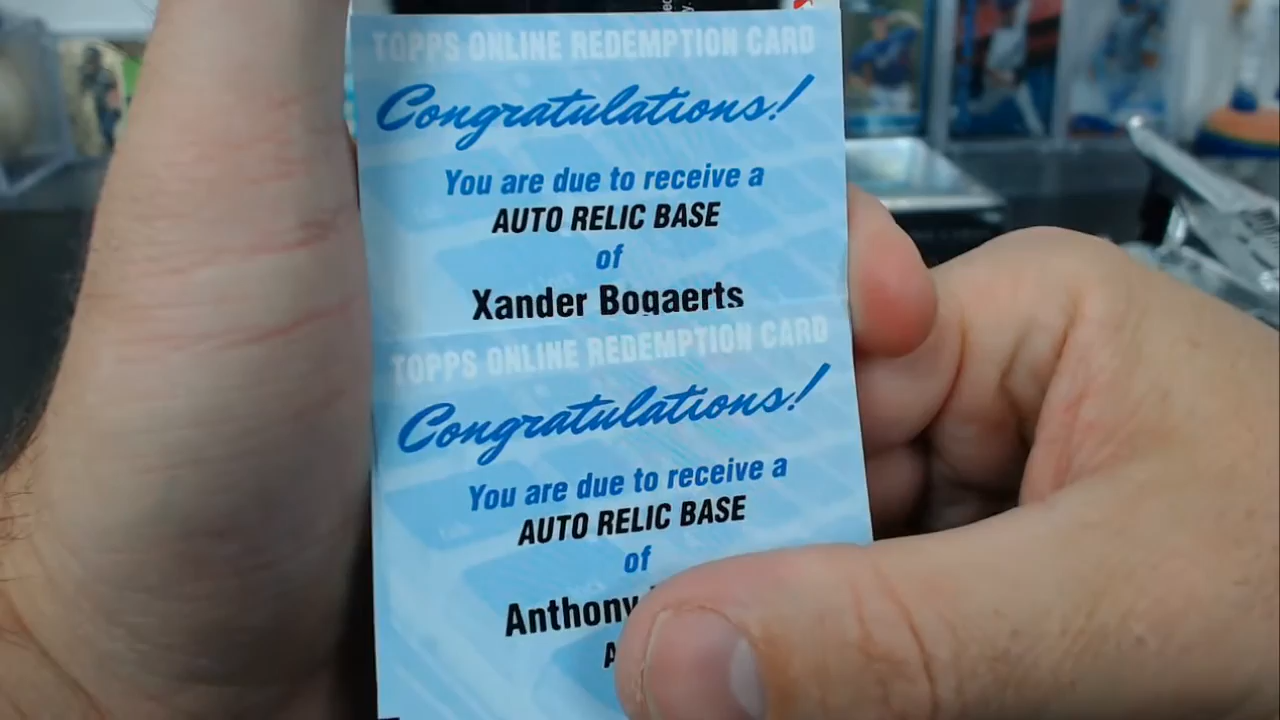 TOPPS ONLINE REDEMPTION CARD
Congratulations!
You are due to receive a
AUTO RELIC BASE
of
Xander Bogaerts
TOPPS ONLINE REDEMPTION CARD
Congratulations!
You are due to receive a
AUTO RELIC BASE
of
Anthony